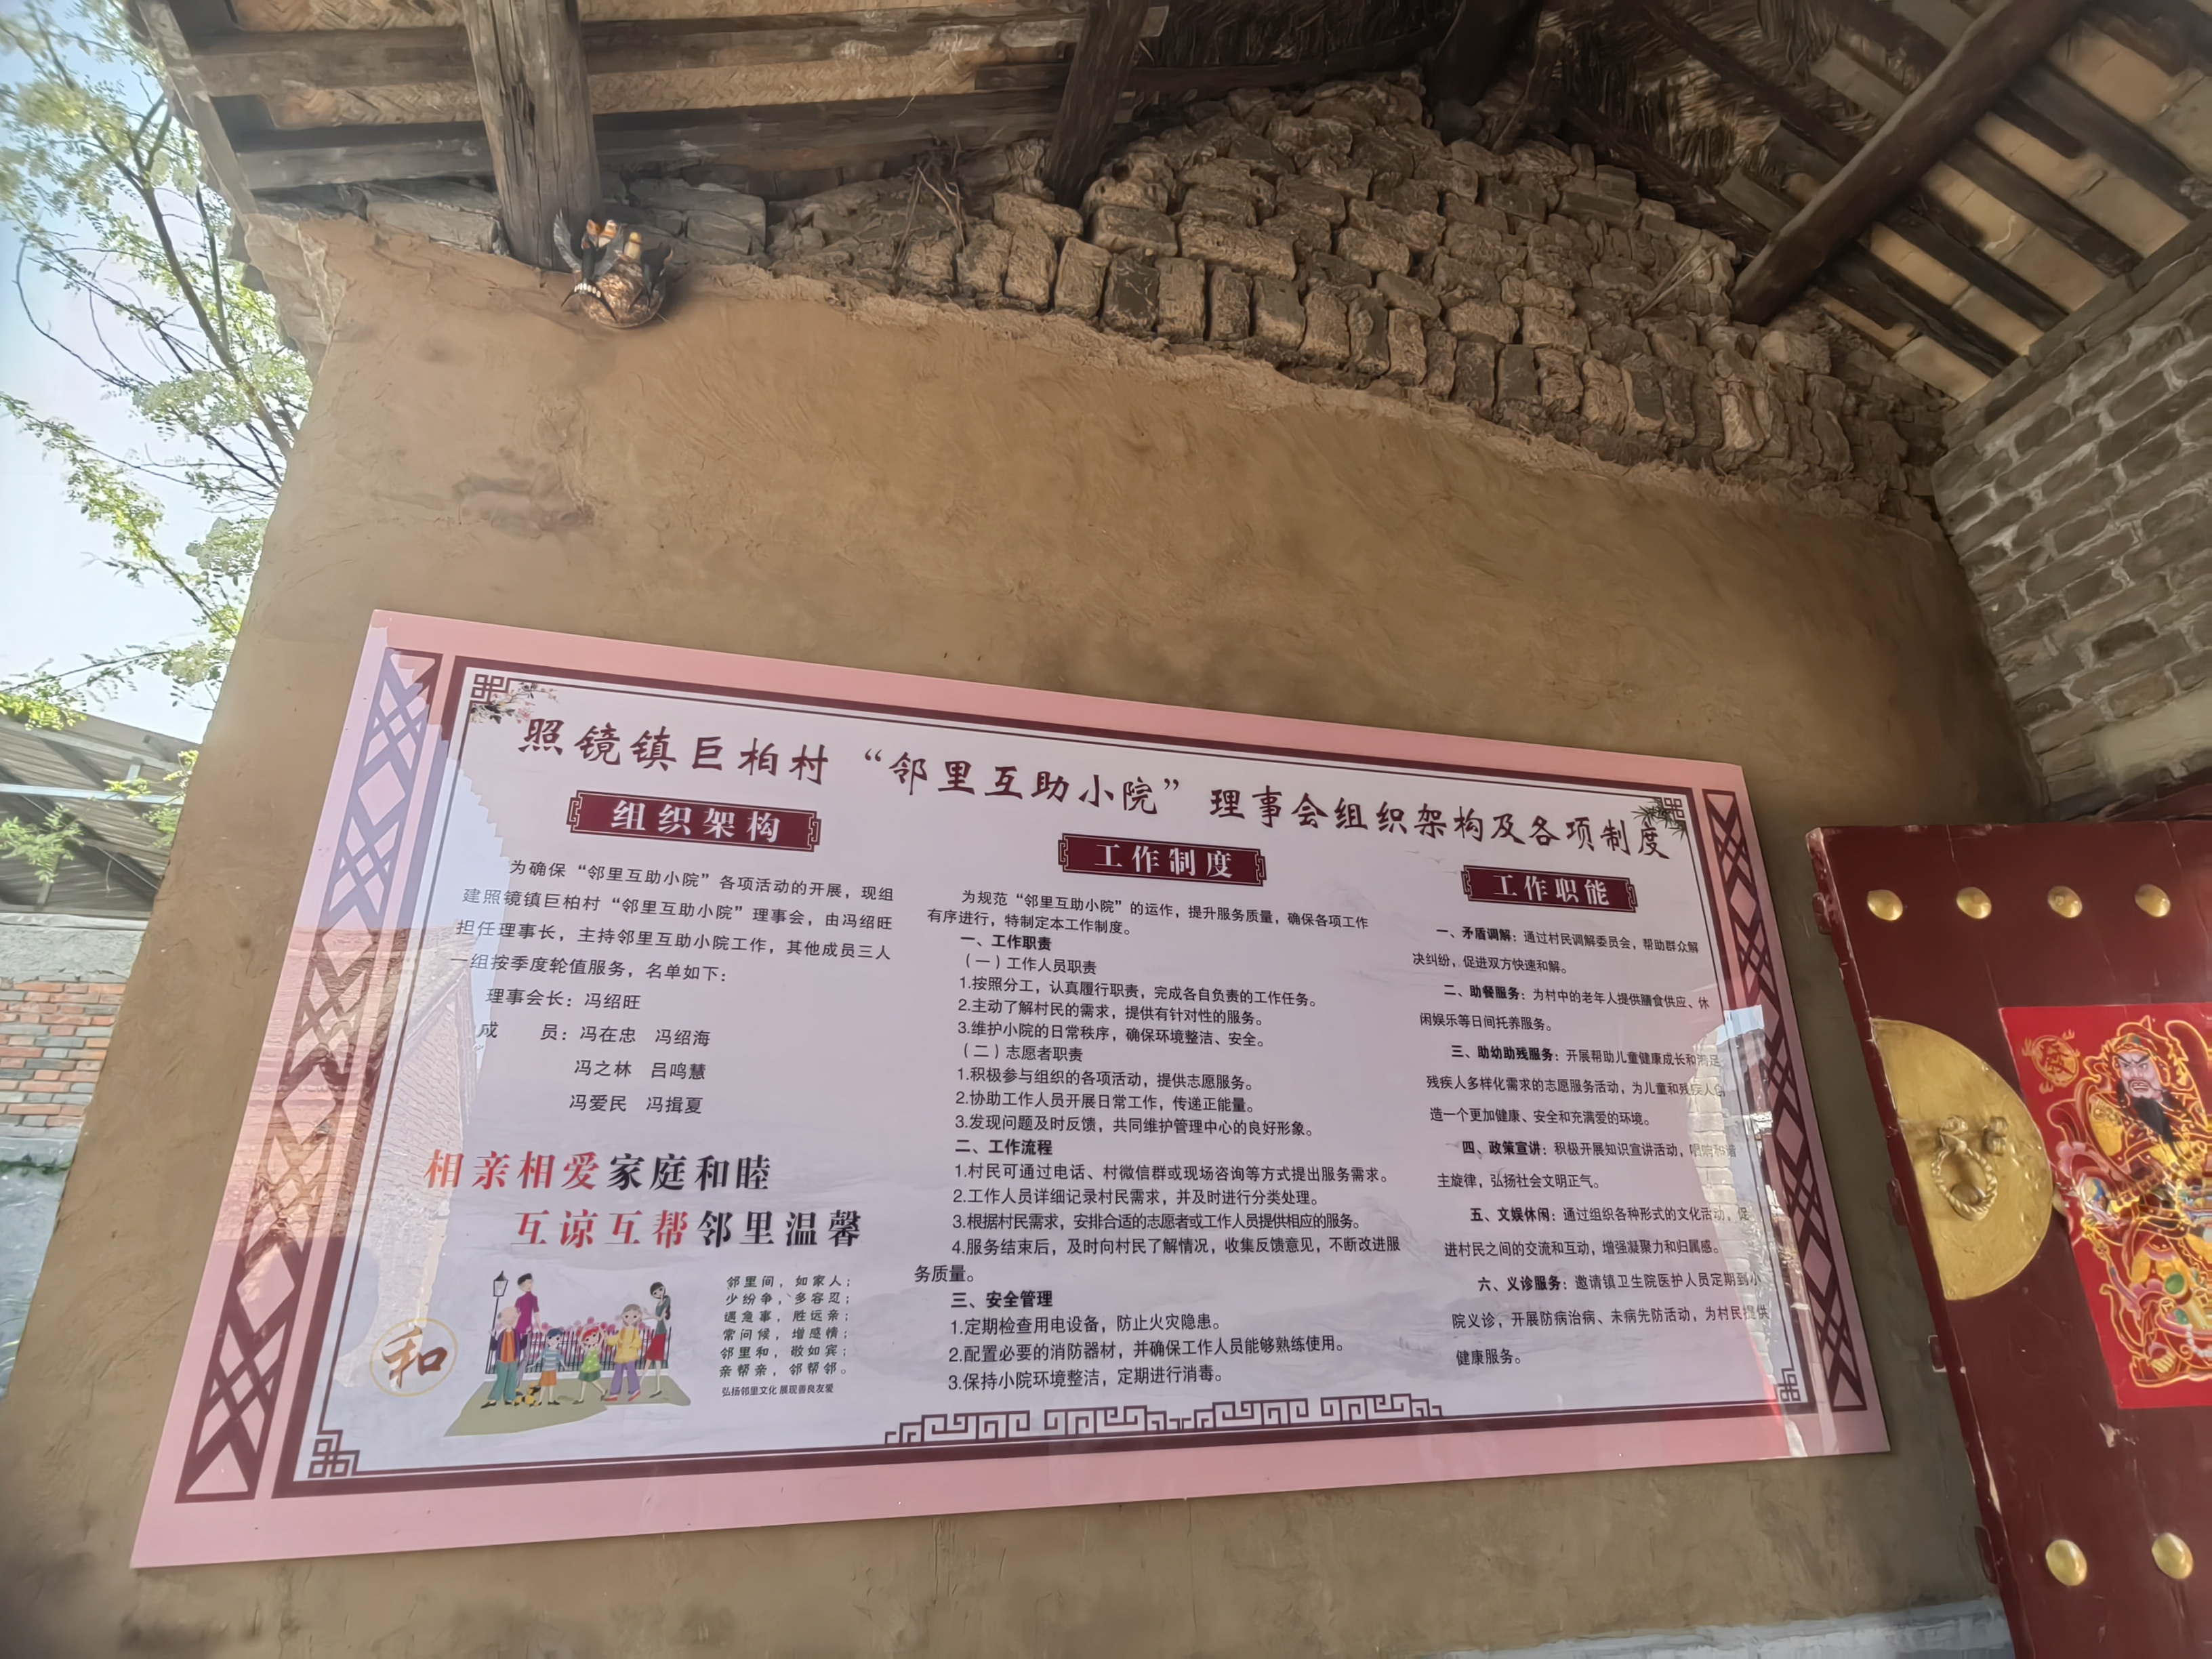 照镜镇巨柏村“邻里互助小院”理事会组织架构及各项制度
组织架构
为确保“邻里互助小院”各项活动的开展，现组
建照镜镇巨柏村“邻里互助小院”理事会，由冯绍旺
担任理事长，主持邻里互助小院工作，其他成员三人
一组按季度轮值服务，名单如下：
理事会长：冯绍旺
成 员：冯在忠 冯绍海
冯之林 吕鸣慧
冯爱民 冯揖夏
相亲相爱家庭和睦
互谅互帮邻里温馨
和
邻里间，如家人；
少纷争，多容忍；
遇急事，胜远亲；
常问候，增感情；
邻里和，敬如宾；
亲帮亲，邻帮邻。
弘扬邻里文化 展现善良友爱
工作制度
为规范“邻里互助小院”的运作，提升服务质量，确保各项工作
有序进行，特制定本工作制度。
一、工作职责
（一）工作人员职责
1.按照分工，认真履行职责，完成各自负责的工作任务。
2.主动了解村民的需求，提供有针对性的服务。
3.维护小院的日常秩序，确保环境整洁、安全。
（二）志愿者职责
1.积极参与组织的各项活动，提供志愿服务。
2.协助工作人员开展日常工作，传递正能量。
3.发现问题及时反馈，共同维护管理中心的良好形象。
二、工作流程
1.村民可通过电话、村微信群或现场咨询等方式提出服务需求。
2.工作人员详细记录村民需求，并及时进行分类处理。
3.根据村民需求，安排合适的志愿者或工作人员提供相应的服务。
4.服务结束后，及时向村民了解情况，收集反馈意见，不断改进服
务质量。
三、安全管理
1.定期检查用电设备，防止火灾隐患。
2.配置必要的消防器材，并确保工作人员能够熟练使用。
3.保持小院环境整洁，定期进行消毒。
工作职能
一、矛盾调解：通过村民调解委员会，帮助群众解
决纠纷，促进双方快速和解。
二、助餐服务：为村中的老年人提供膳食供应、休
闲娱乐等日间托养服务。
三、助幼助残服务：开展帮助儿童健康成长和满足
残疾人多样化需求的志愿服务活动，为儿童和残疾人创
造一个更加健康、安全和充满爱的环境。
四、政策宣讲：积极开展知识宣讲活动，唱响和谐
主旋律，弘扬社会文明正气。
五、文娱休闲：通过组织各种形式的文化活动，促
进村民之间的交流和互动，增强凝聚力和归属感。
六、义诊服务：邀请镇卫生院医护人员定期到小
院义诊，开展防病治病、未病先防活动，为村民提供
健康服务。